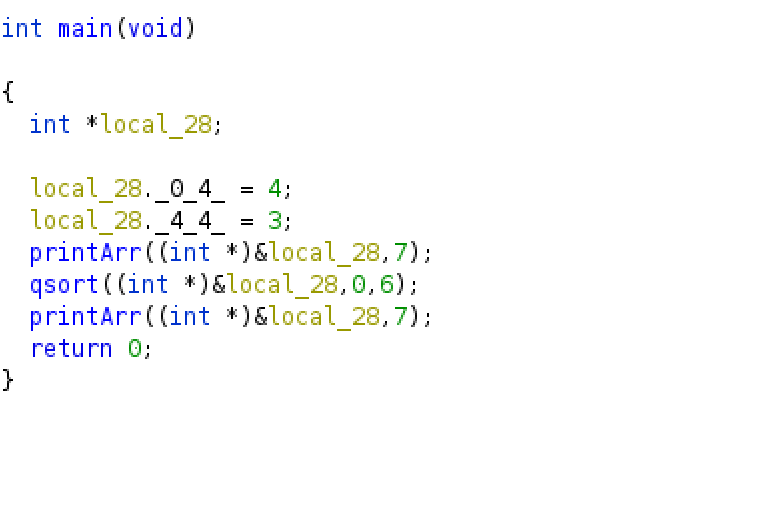 int main(void)
{
  int *local_28;
  local_28._0_4_ = 4;
  local_28._4_4_ = 3;
  printArr((int *)&local_28,7);
  qsort((int *)&local_28,0,6);
  printArr((int *)&local_28,7);
  return 0;
}